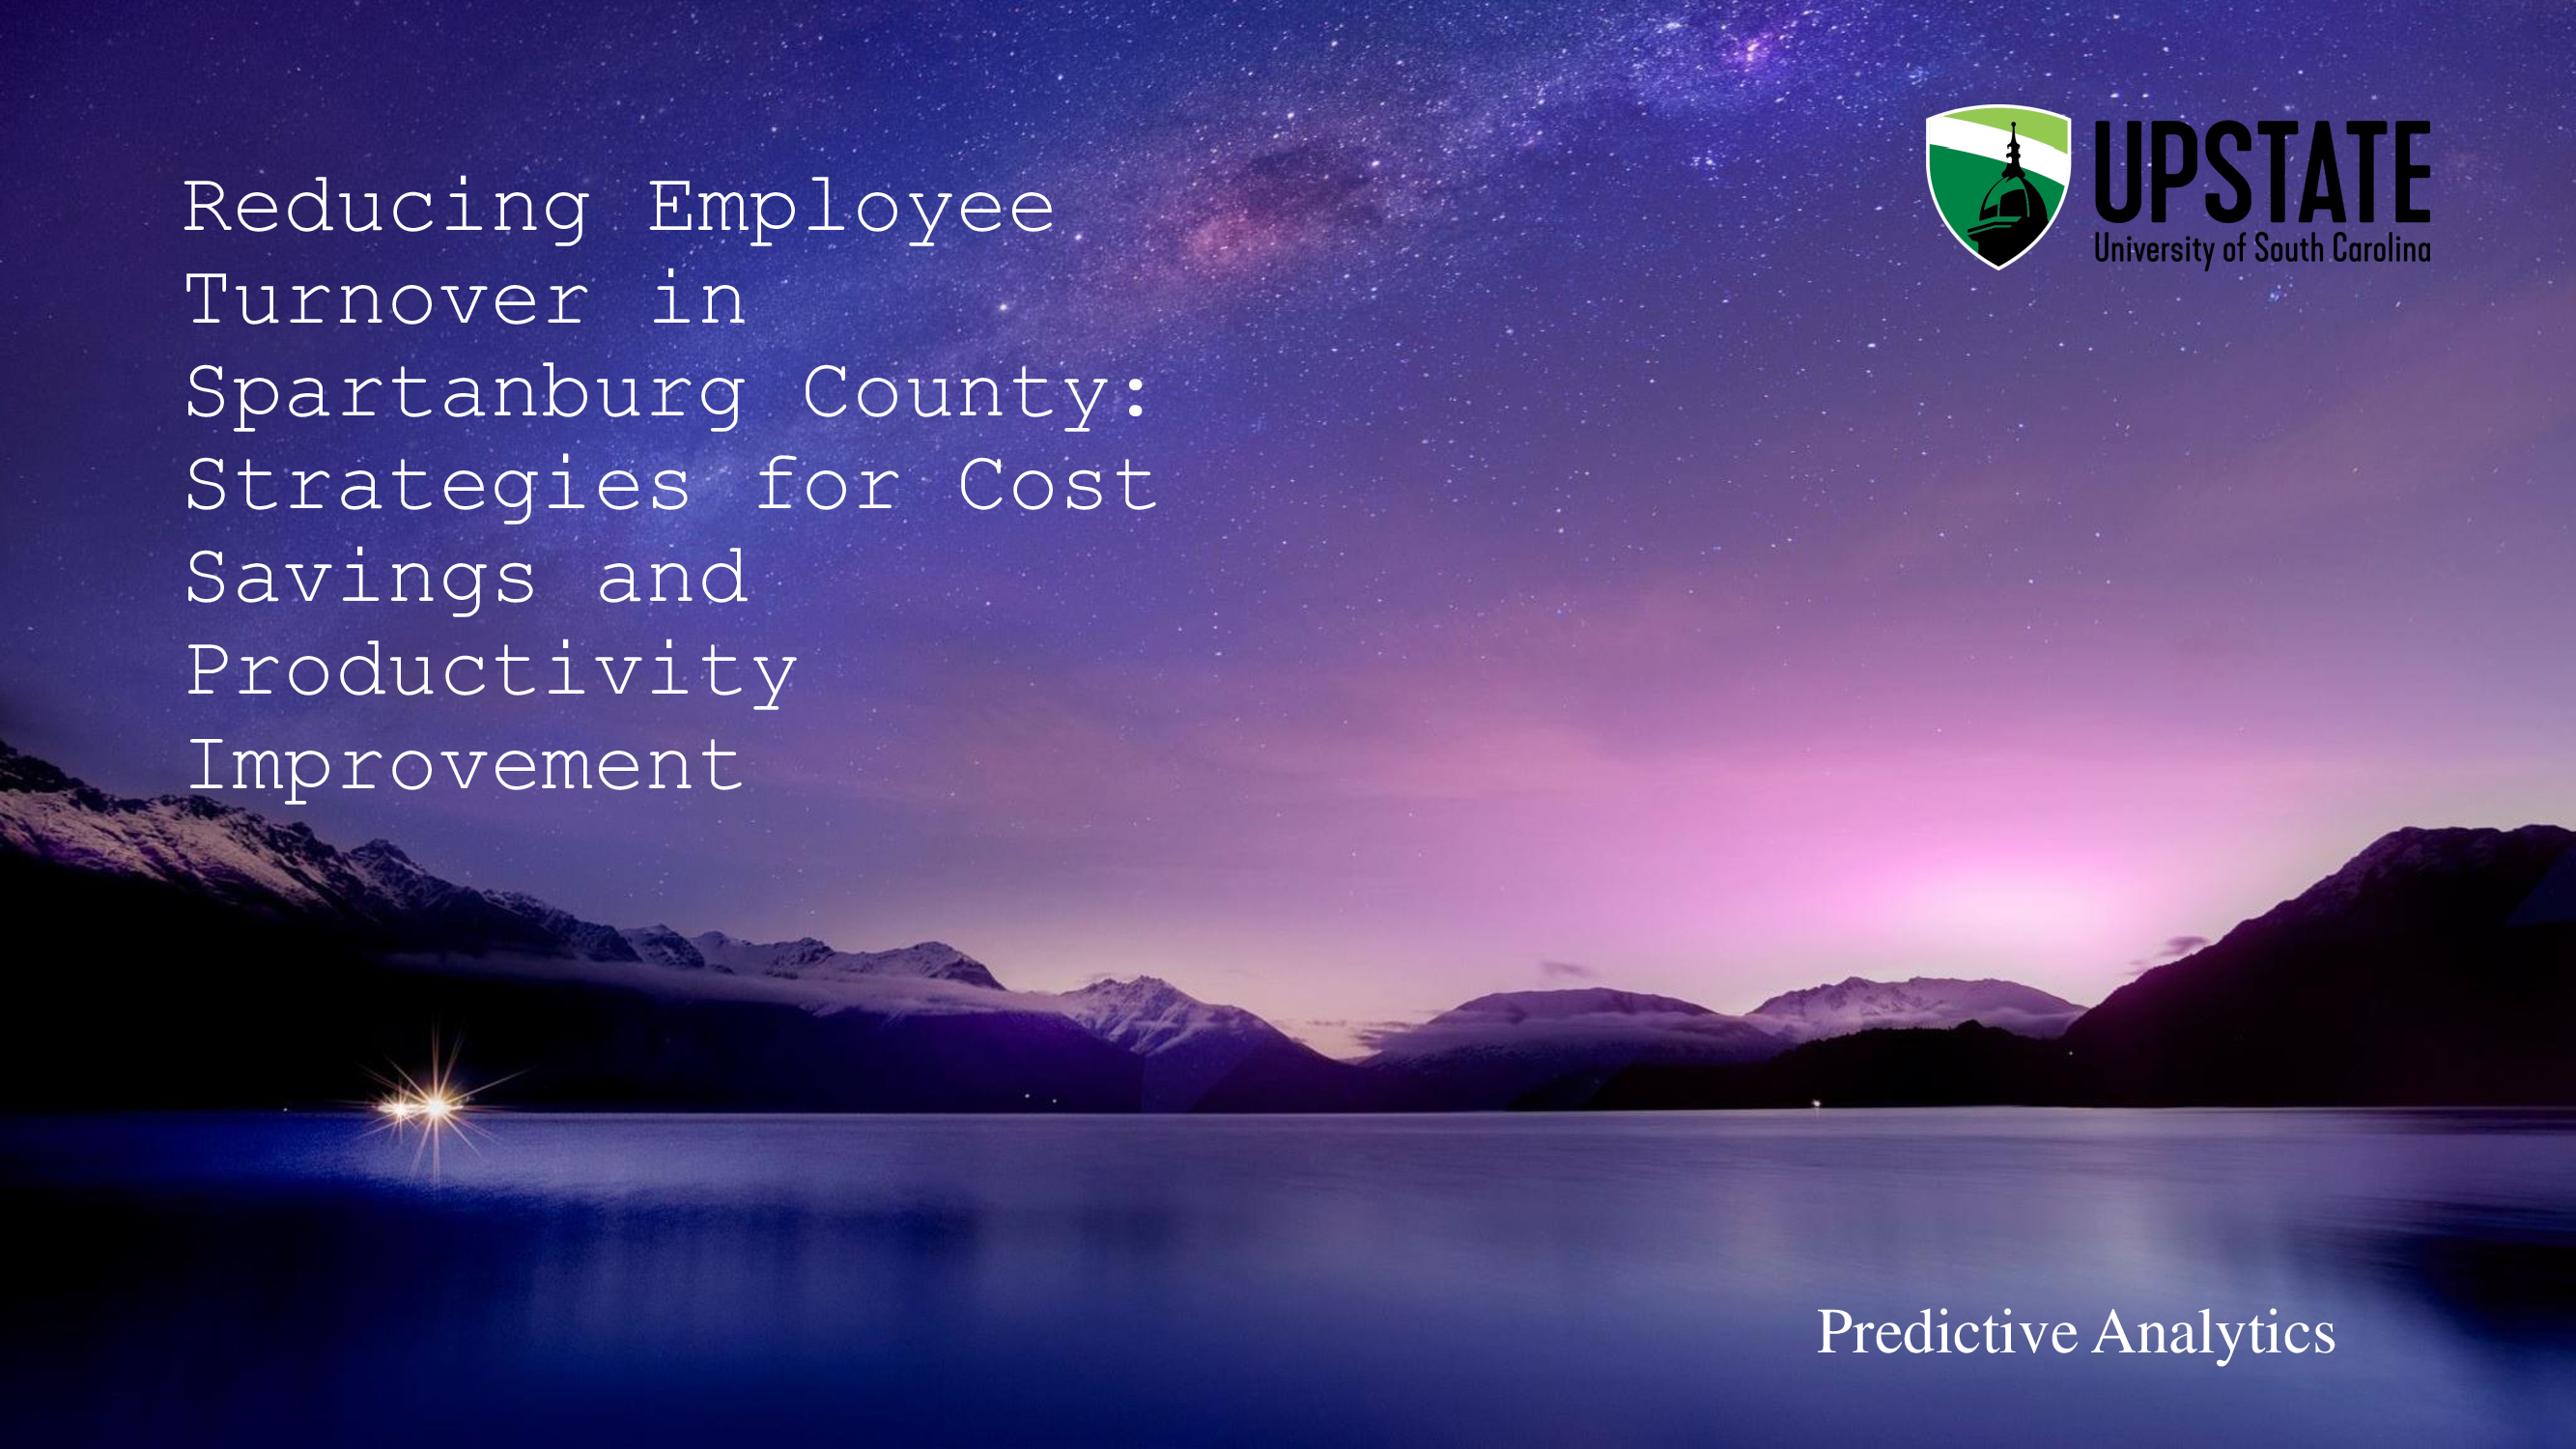 Reducing Employee
Turnover in
Spartanburg County:
Strategies for Cost
Savings and
Productivity
Improvement
UPSTATE
University of South Carolina
Predictive Analytics